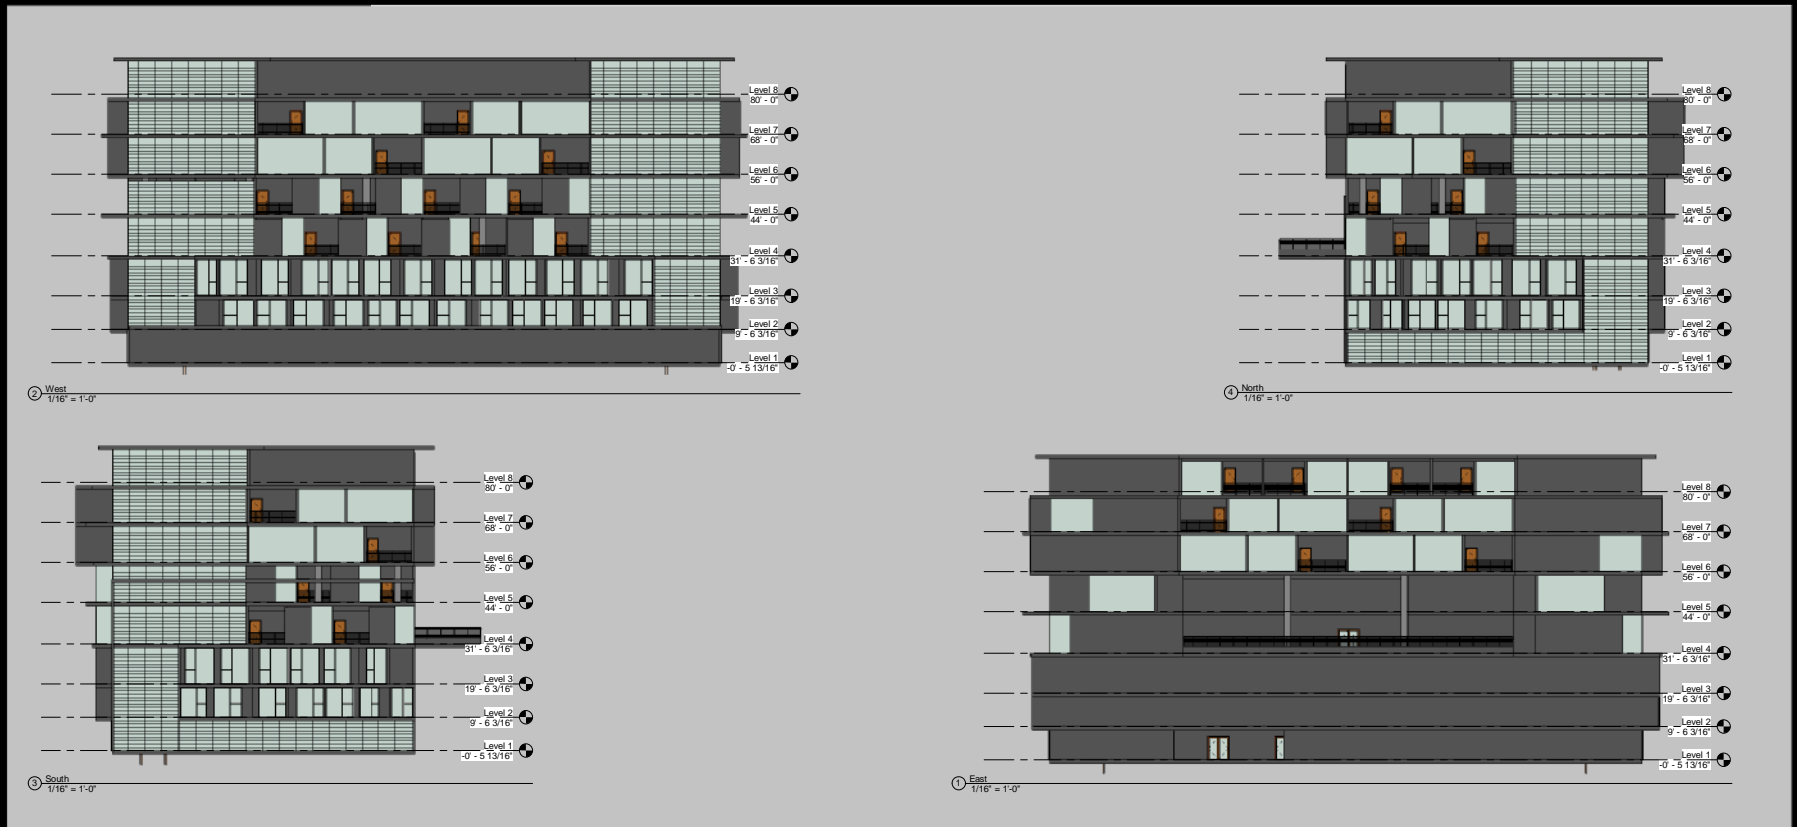 Level 8
80' - 0"
Level 7
68' - 0"
Level 6
56' - 0"
Level 5
44' - 0"
Level 4
31' - 6 3/16"
Level 3
19' - 6 3/16"
Level 2
9' - 6 3/16"
Level 1
-0' - 5 13/16"
2 West
1/16" = 1'-0"
Level 8
80' - 0"
Level 7
68' - 0"
Level 6
56' - 0"
Level 5
44' - 0"
Level 4
31' - 6 3/16"
Level 3
19' - 6 3/16"
Level 2
9' - 6 3/16"
Level 1
-0' - 5 13/16"
4 North
1/16" = 1'-0"
Level 8
80' - 0"
Level 7
68' - 0"
Level 6
56' - 0"
Level 5
44' - 0"
Level 4
31' - 6 3/16"
Level 3
19' - 6 3/16"
Level 2
9' - 6 3/16"
Level 1
-0' - 5 13/16"
3 South
1/16" = 1'-0"
Level 8
80' - 0"
Level 7
68' - 0"
Level 6
56' - 0"
Level 5
44' - 0"
Level 4
31' - 6 3/16"
Level 3
19' - 6 3/16"
Level 2
9' - 6 3/16"
Level 1
-0' - 5 13/16"
1 East
1/16" = 1'-0"